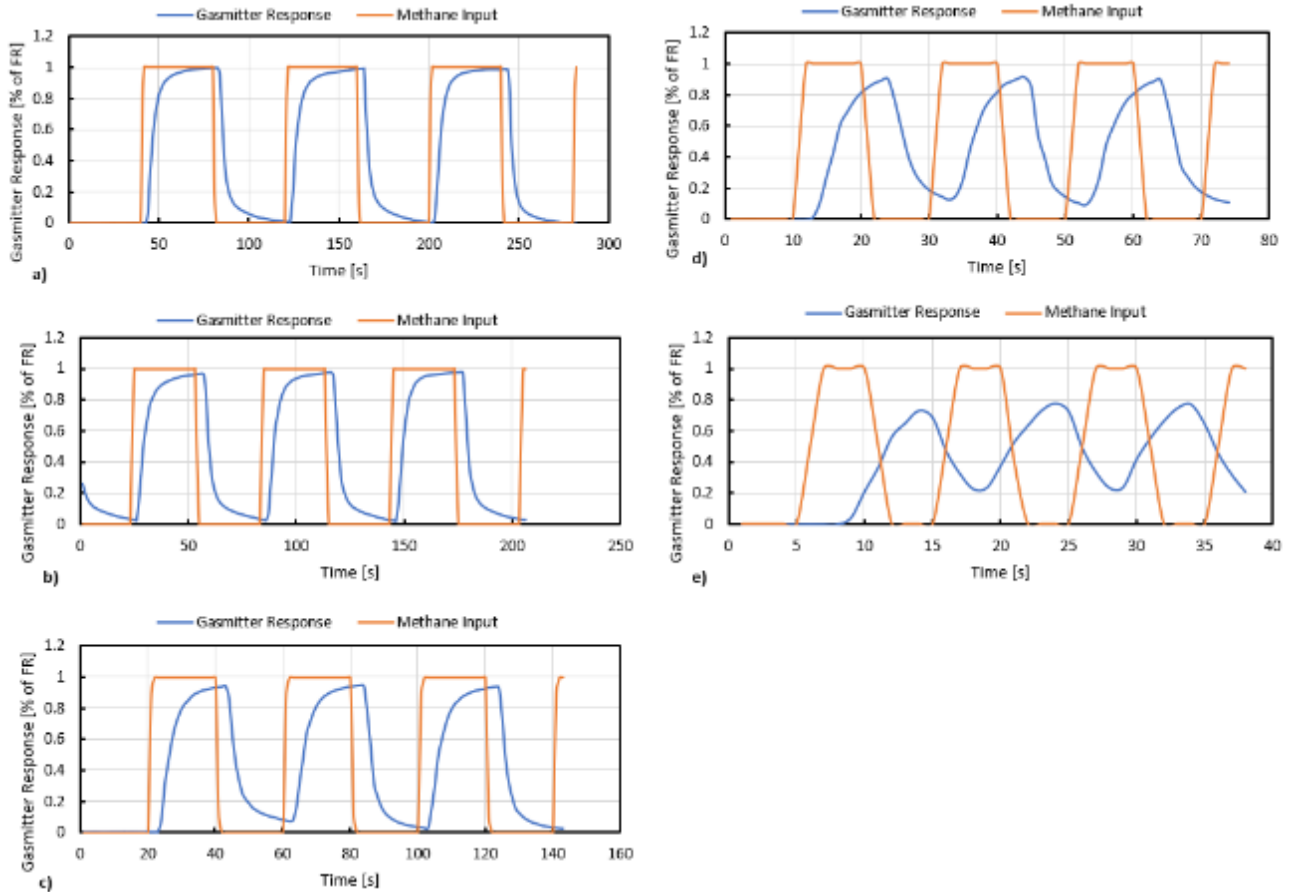 Gasmitter Response Methane Input
Gasmitter Response [% of FR]
1.2
1
0.8
0.6
0.4
0.2
0
0 50 100 150 200 250 300
Time [s]
a)
Gasmitter Response Methane Input
Gasmitter Response [% of FR]
1.2
1
0.8
0.6
0.4
0.2
0
0 50 100 150 200 250
Time [s]
b)
Gasmitter Response Methane Input
Gasmitter Response [% of FR]
1.2
1
0.8
0.6
0.4
0.2
0
0 20 40 60 80 100 120 140 160
Time [s]
c)
Gasmitter Response Methane Input
Gasmitter Response [% of FR]
1.2
1
0.8
0.6
0.4
0.2
0
0 10 20 30 40 50 60 70 80
Time [s]
d)
Gasmitter Response Methane Input
Gasmitter Response [% of FR]
1.2
1
0.8
0.6
0.4
0.2
0
0 5 10 15 20 25 30 35 40
Time [s]
e)